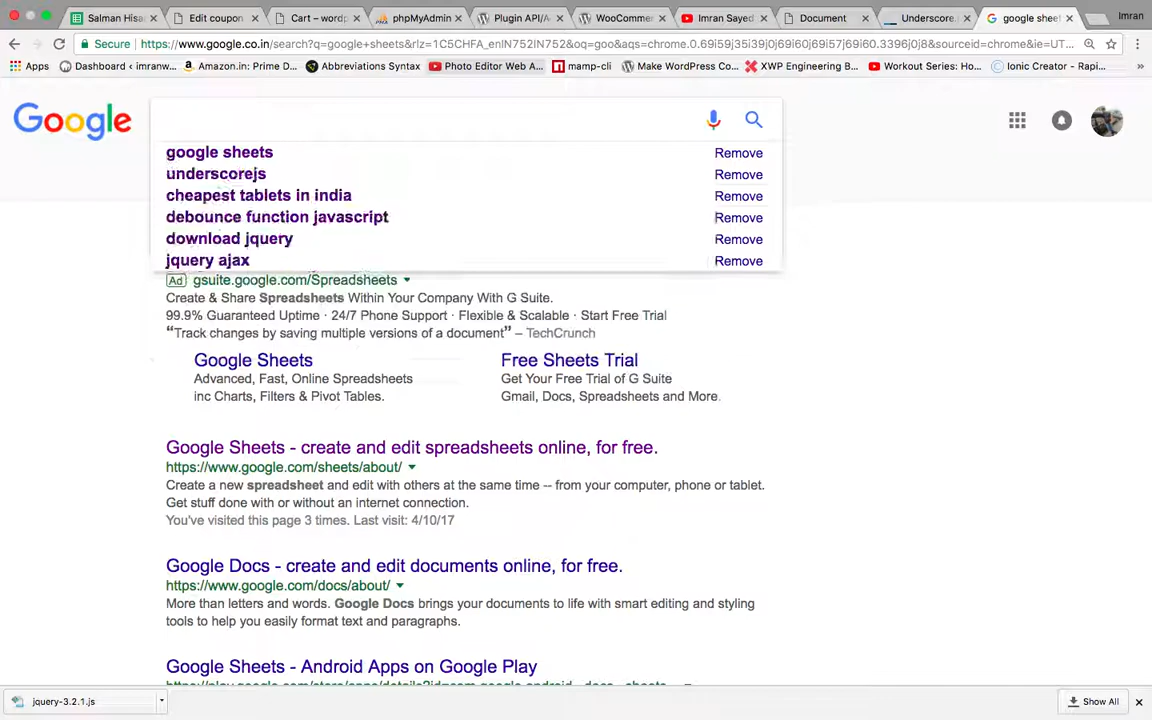 Salman Hisa
Edit coupon
Cart – wordp
phpMyAdmin
Plugin API/A
WooCommer
Imran Sayed
Document
Underscore.
google sheet
Imran
Secure
https://www.google.co.in/search?q=google+sheets&rlz=1C5CHFA_enIN752IN752&oq=goo&aqs=chrome.0.69i59j35i39j69i60j69i57j69i60.3396j0j8&sourceid=chrome&ie=UT...
Apps
Dashboard ‹ imranw...
Amazon.in: Prime D...
Abbreviations Syntax
Photo Editor Web A...
mamp-cli
Make WordPress Co...
XWP Engineering B...
Workout Series: Ho...
Ionic Creator - Rapi...
»
Google
google sheets Remove
underscorejs Remove
cheapest tablets in india Remove
debounce function javascript Remove
download jquery Remove
jquery ajax Remove
Ad gsuite.google.com/Spreadsheets
Create & Share Spreadsheets Within Your Company With G Suite.
99.9% Guaranteed Uptime · 24/7 Phone Support · Flexible & Scalable · Start Free Trial
“Track changes by saving multiple versions of a document” – TechCrunch
Google Sheets
Advanced, Fast, Online Spreadsheets
inc Charts, Filters & Pivot Tables.
Free Sheets Trial
Get Your Free Trial of G Suite
Gmail, Docs, Spreadsheets and More.
Google Sheets - create and edit spreadsheets online, for free.
https://www.google.com/sheets/about/
Create a new spreadsheet and edit with others at the same time -- from your computer, phone or tablet.
Get stuff done with or without an internet connection.
You've visited this page 3 times. Last visit: 4/10/17
Google Docs - create and edit documents online, for free.
https://www.google.com/docs/about/
More than letters and words. Google Docs brings your documents to life with smart editing and styling
tools to help you easily format text and paragraphs.
Google Sheets - Android Apps on Google Play
jquery-3.2.1.js
Show All